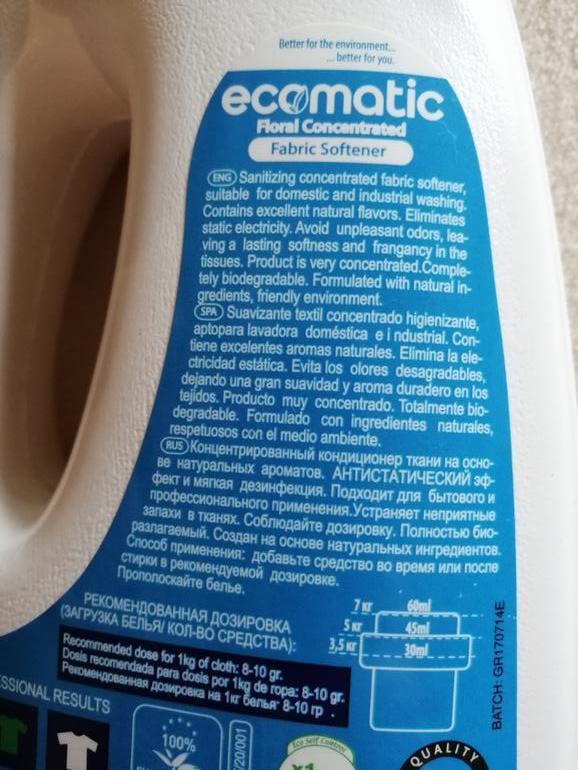 Better for the environment...
... better for you.
ecomatic
Floral Concentrated
Fabric Softener
ENG Sanitizing concentrated fabric softener,
suitable for domestic and industrial washing.
Contains excellent natural flavors. Eliminates
static electricity. Avoid unpleasant odors, lea-
ving a lasting softness and frangancy in the
tissues. Product is very concentrated.Comple-
tely biodegradable. Formulated with natural in-
gredients, friendly environment.
SPA Suavizante textil concentrado higienizante,
aptopara lavadora doméstica e i ndustrial. Con-
tiene excelentes aromas naturales. Elimina la ele-
ctricidad estática. Evita los olores desagradables,
dejando una gran suavidad y aroma duradero en los
tejidos. Producto muy concentrado. Totalmente bio-
degradable. Formulado con ingredientes naturales,
respetuosos con el medio ambiente.
RUS Концентрированный кондиционер ткани на осно-
ве натуральных ароматов. АНТИСТАТИЧЕСКИЙ эф-
фект и мягкая дезинфекция. Подходит для бытового и
профессионального применения.Устраняет неприятные
запахи в тканях. Соблюдайте дозировку. Полностью био-
разлагаемый. Создан на основе натуральных ингредиентов.
Способ применения: добавьте средство во время или после
стирки в рекомендуемой дозировке.
Прополоскайте белье.
РЕКОМЕНДОВАННАЯ ДОЗИРОВКА
(ЗАГРУЗКА БЕЛЬЯ/ КОЛ-ВО СРЕДСТВА):
7 кг 60ml
5 кг 45ml
3,5 кг 30ml
Recommended dose for 1kg of cloth: 8-10 gr.
Dosis recomendada para dosis por 1kg de ropa: 8-10 gr.
Рекомендованная дозировка на 1кг белья 8-10 гр .
BATCH: GR170714E
SSIONAL RESULTS
100%
/20/001
Eco Self Control
x1
QUALITY